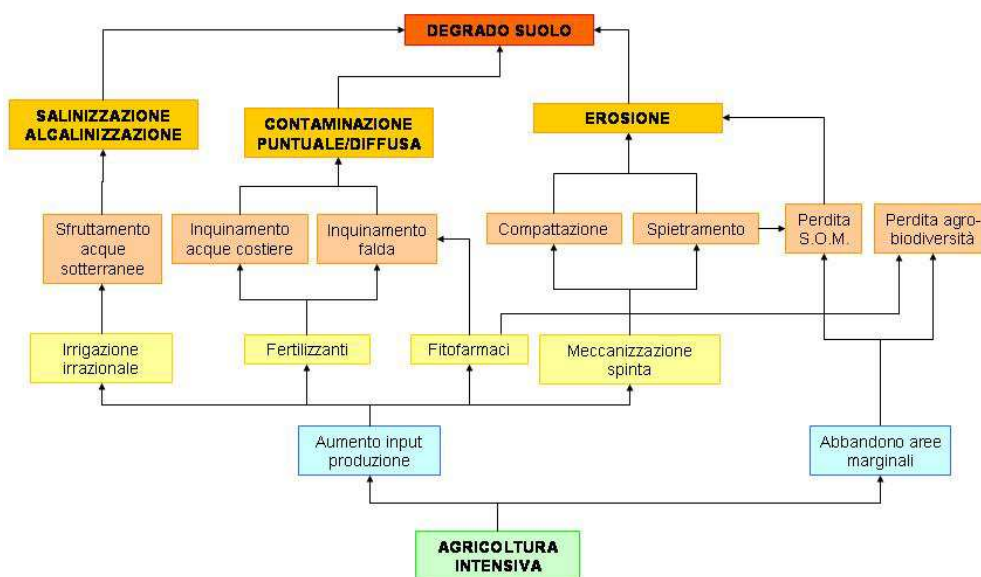 DEGRADO SUOLO
SALINIZZAZIONE
ALCALINIZZAZIONE
CONTAMINAZIONE
PUNTUALE/DIFFUSA
EROSIONE
Sfruttamento
acque
sotterranee
Inquinamento
acque costiere
Inquinamento
falda
Compattazione
Spietramento
Perdita
S.O.M.
Perdita agro-
biodiversità
Irrigazione
irrazionale
Fertilizzanti
Fitofarmaci
Meccanizzazione
spinta
Aumento input
produzione
Abbandono aree
marginali
AGRICOLTURA
INTENSIVA